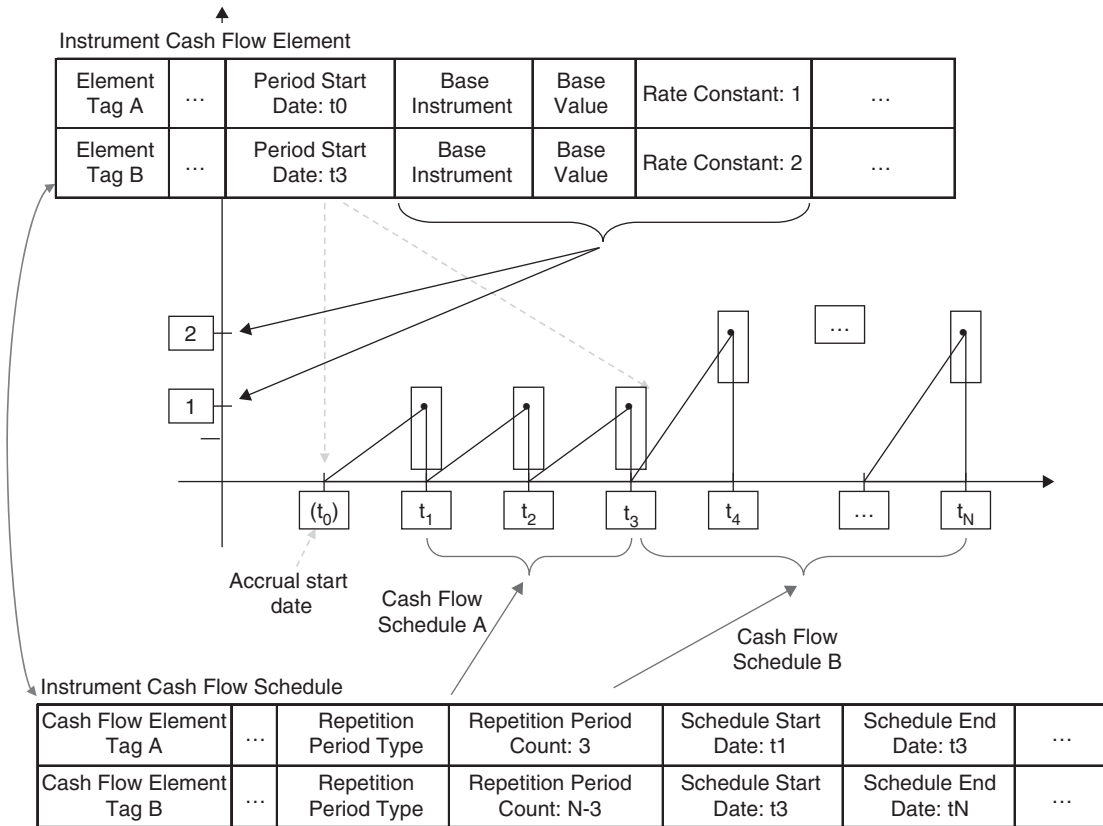 Instrument Cash Flow Element
Element
Tag A
...
Period Start
Date: t0
Base
Instrument
Base
Value
Rate Constant: 1
...
Element
Tag B
...
Period Start
Date: t3
Base
Instrument
Base
Value
Rate Constant: 2
...
2
...
1
(t0)
t1
t2
t3
t4
...
tN
Accrual start
date
Cash Flow
Schedule A
Cash Flow
Schedule B
Instrument Cash Flow Schedule
Cash Flow Element
Tag A
...
Repetition
Period Type
Repetition Period
Count: 3
Schedule Start
Date: t1
Schedule End
Date: t3
...
Cash Flow Element
Tag B
...
Repetition
Period Type
Repetition Period
Count: N-3
Schedule Start
Date: t3
Schedule End
Date: tN
...